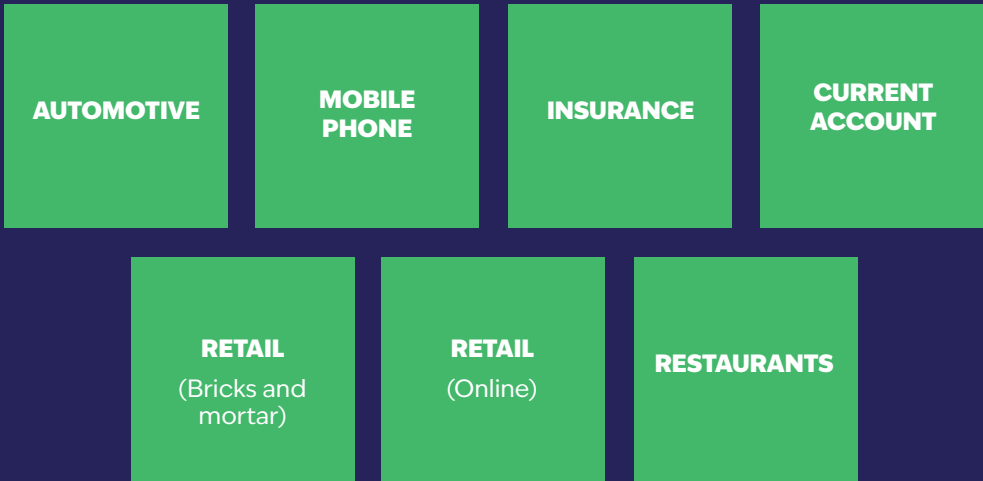 AUTOMOTIVE
MOBILE
PHONE
INSURANCE
CURRENT
ACCOUNT
RETAIL
(Bricks and
mortar)
RETAIL
(Online)
RESTAURANTS